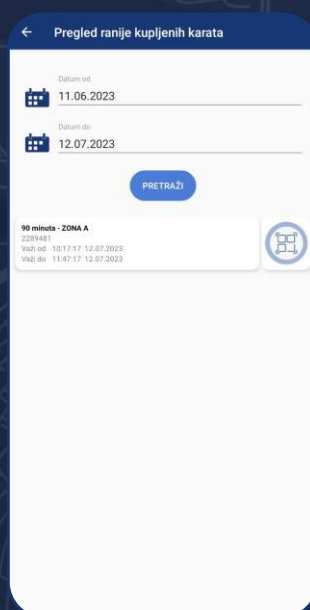 Pregled ranije kupljenih karata
Datum od
11.06.2023
Datum do
12.07.2023
PRETRAŽI
90 minuta - ZONA A
2289481
Važi od 10:17:17 12.07.2023
Važi do 11:47:17 12.07.2023